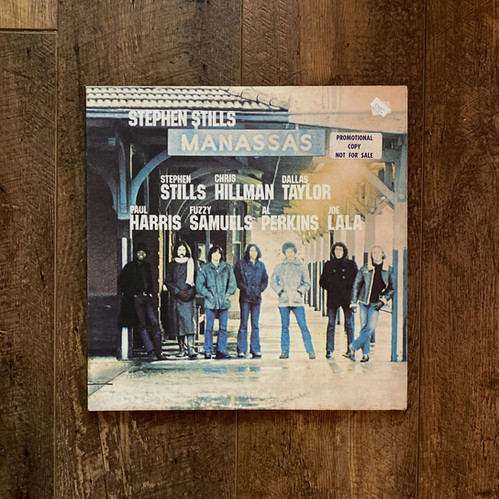 STEPHEN STILLS
MANASSAS
PROMOTIONAL
COPY
NOT FOR SALE
STEPHEN STILLS CHRIS HILLMAN DALLAS TAYLOR
PAUL HARRIS FUZZY SAMUELS AL PERKINS JOE LALA